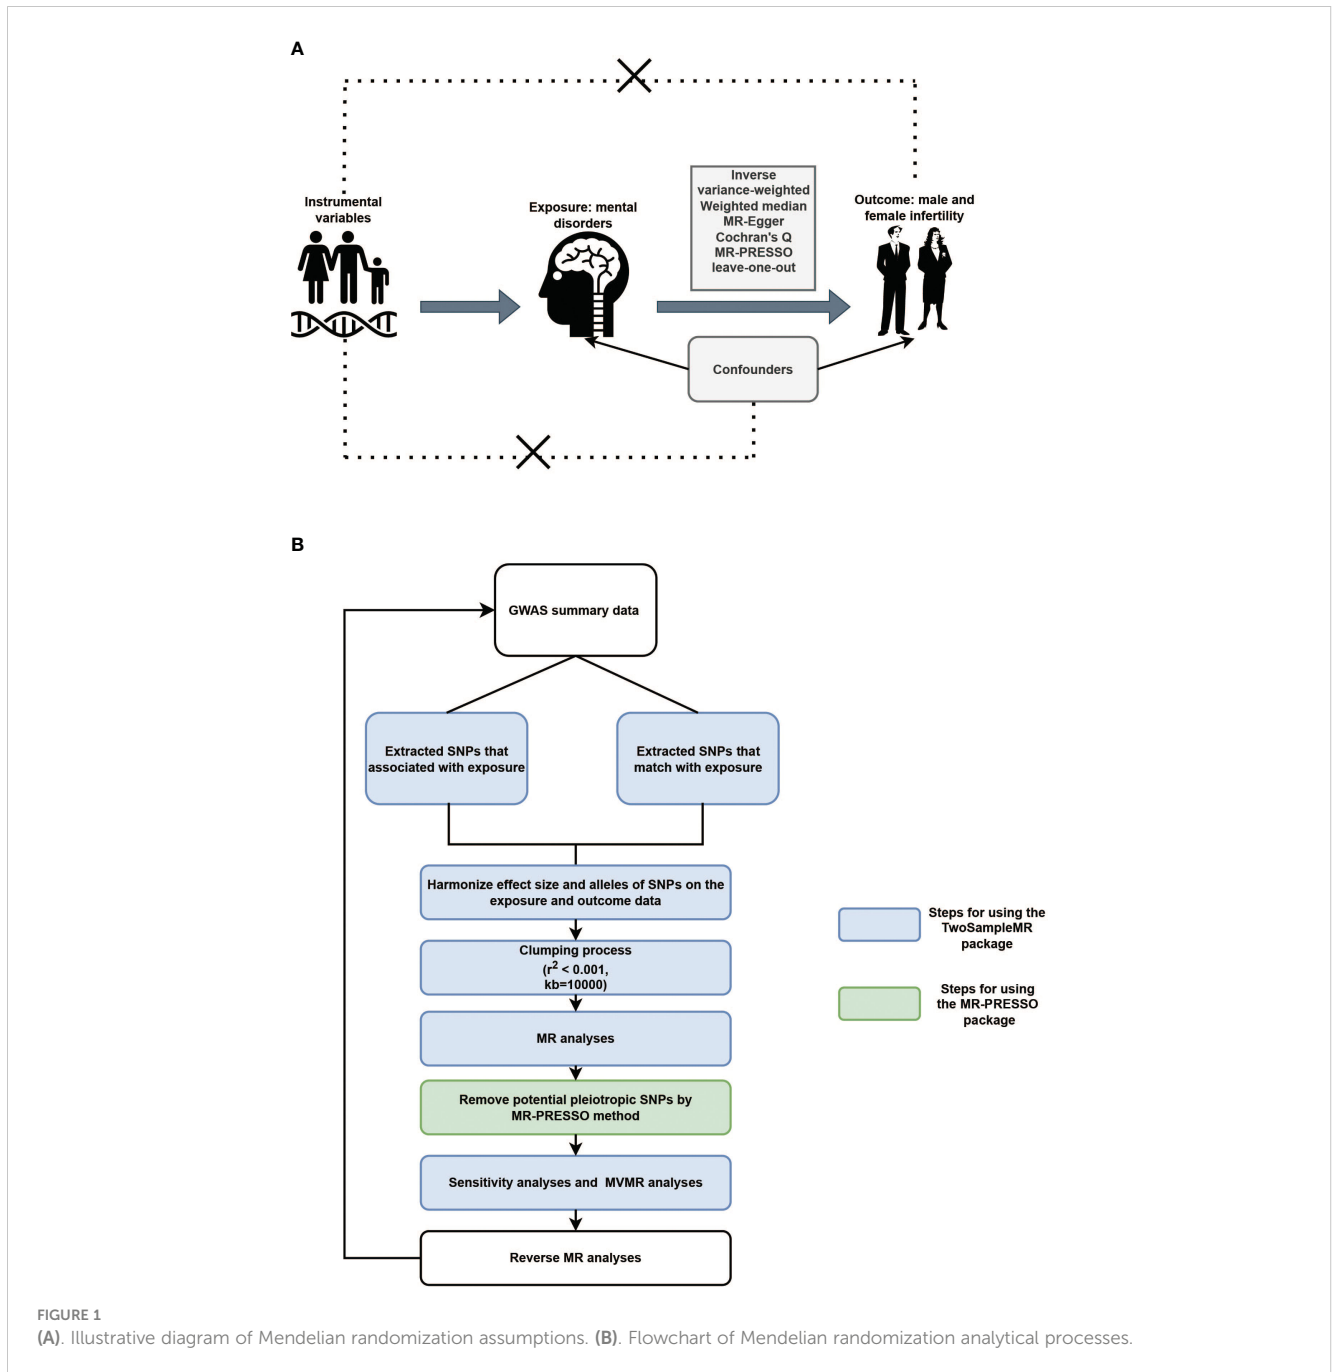 A
Instrumental
variables
Exposure: mental
disorders
Inverse
variance-weighted
Weighted median
MR-Egger
Cochran's Q
MR-PRESSO
leave-one-out
Outcome: male and
female infertility
Confounders
B
GWAS summary data
Extracted SNPs that
associated with exposure
Extracted SNPs that
match with exposure
Harmonize effect size and alleles of SNPs on the
exposure and outcome data
Clumping process
(r² < 0.001,
kb=10000)
MR analyses
Remove potential pleiotropic SNPs by
MR-PRESSO method
Sensitivity analyses and MVMR analyses
Reverse MR analyses
Steps for using the
TwoSampleMR
package
Steps for using
the MR-PRESSO
package
FIGURE 1
(A). Illustrative diagram of Mendelian randomization assumptions. (B). Flowchart of Mendelian randomization analytical processes.